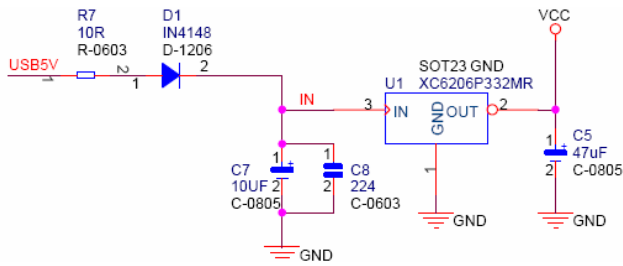 R7
10R
R-0603
D1
IN4148
D-1206
VCC
USB5V
1
2
1
2
SOT23 GND
U1
XC6206P332MR
IN
3
IN
GND
OUT
2
1
C5
47uF
C-0805
1
2
1
2
C7
10UF
C-0805
1
2
C8
224
C-0603
1
GND
GND
GND